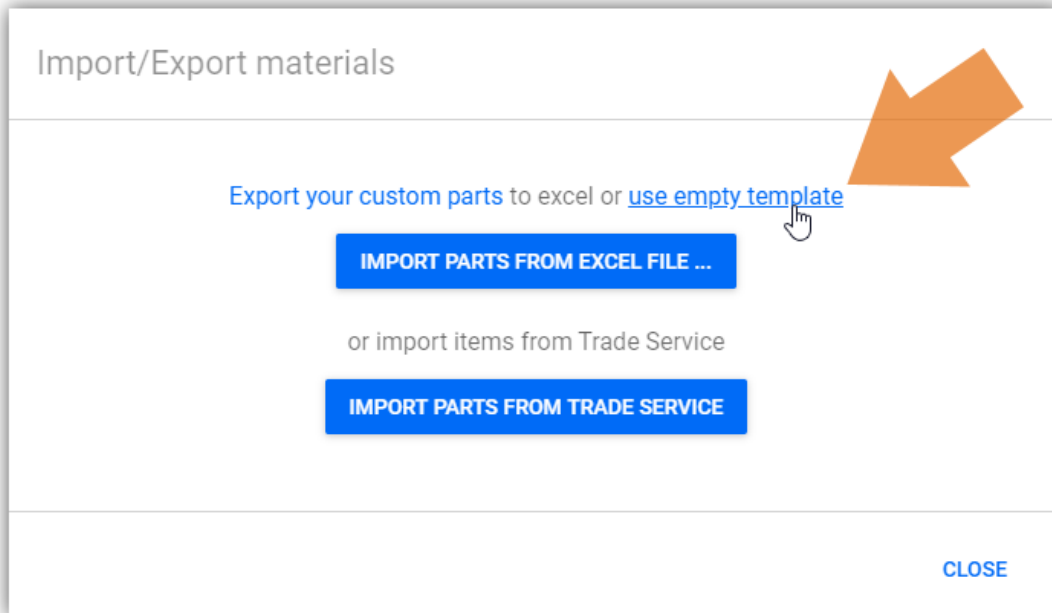 Import/Export materials
Export your custom parts to excel or use empty template
IMPORT PARTS FROM EXCEL FILE ...
or import items from Trade Service
IMPORT PARTS FROM TRADE SERVICE
CLOSE